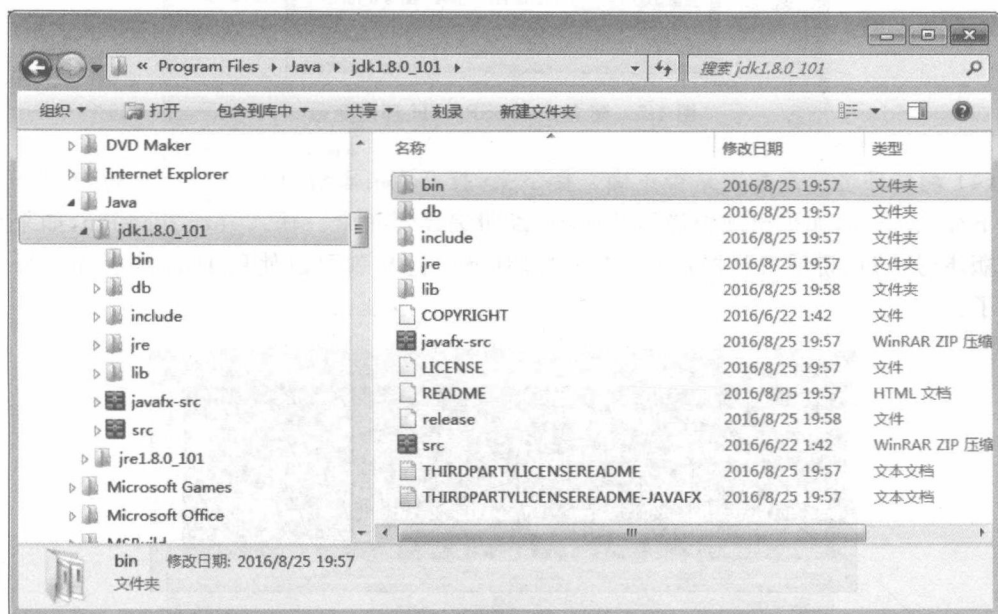 « Program Files ▸ Java ▸ jdk1.8.0_101 ▸
搜索 jdk1.8.0_101
组织 打开 包含到库中 共享 刻录 新建文件夹
DVD Maker
Internet Explorer
Java
jdk1.8.0_101
bin
db
include
jre
lib
javafx-src
src
jre1.8.0_101
Microsoft Games
Microsoft Office
MSBuild
名称 修改日期 类型
bin 2016/8/25 19:57 文件夹
db 2016/8/25 19:57 文件夹
include 2016/8/25 19:57 文件夹
jre 2016/8/25 19:57 文件夹
lib 2016/8/25 19:58 文件夹
COPYRIGHT 2016/6/22 1:42 文件
javafx-src 2016/8/25 19:57 WinRAR ZIP 压缩
LICENSE 2016/8/25 19:57 文件
README 2016/8/25 19:57 HTML 文档
release 2016/8/25 19:58 文件
src 2016/6/22 1:42 WinRAR ZIP 压缩
THIRDPARTYLICENSEREADME 2016/8/25 19:57 文本文档
THIRDPARTYLICENSEREADME-JAVAFX 2016/8/25 19:57 文本文档
bin 修改日期: 2016/8/25 19:57
文件夹